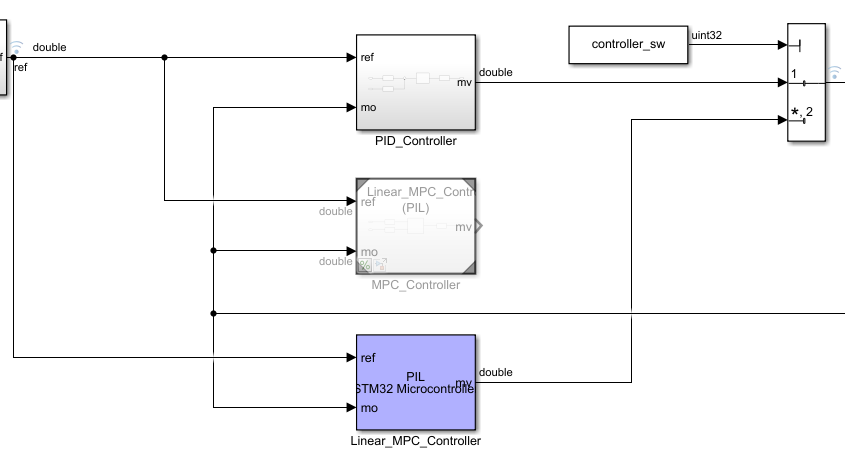 double
controller_sw
uint32
f
ref
ref
mv
double
1
mo
*, 2
PID_Controller
Linear_MPC_Contr
(PIL)
ref
double
mv
mo
double
MPC_Controller
ref
PIL
double
mv
STM32 Microcontrolle
mo
Linear_MPC_Controller